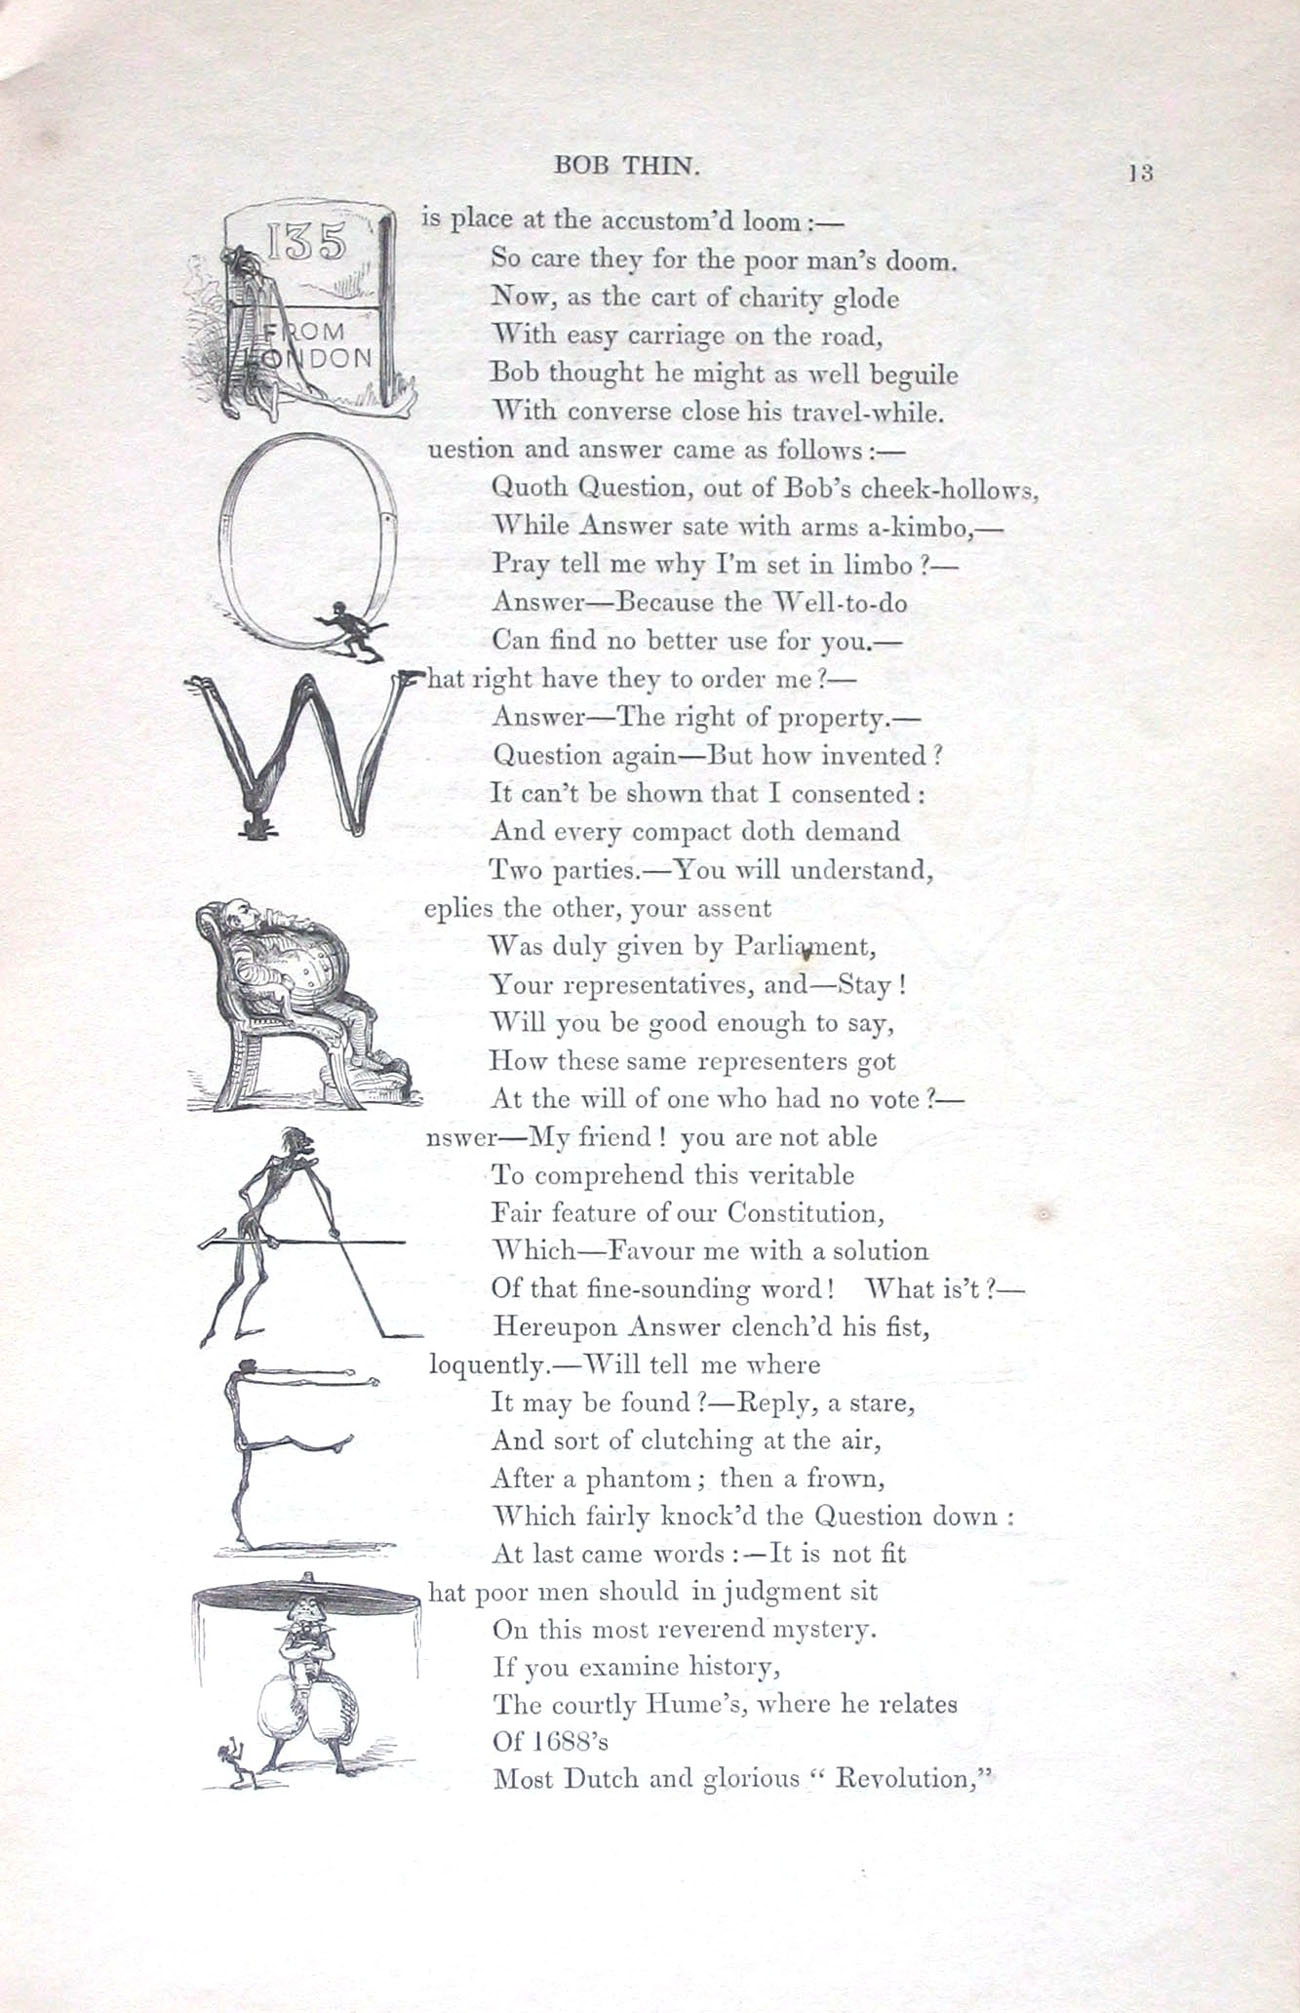 BOB THIN.
13
135
FROM
LONDON
His place at the accustom'd loom:—
So care they for the poor man's doom.
Now, as the cart of charity glode
With easy carriage on the road,
Bob thought he might as well beguile
With converse close his travel-while.
Question and answer came as follows:—
Quoth Question, out of Bob's cheek-hollows,
While Answer sate with arms a-kimbo,—
Pray tell me why I'm set in limbo?—
Answer—Because the Well-to-do
Can find no better use for you.—
What right have they to order me?—
Answer—The right of property.—
Question again—But how invented?
It can't be shown that I consented:
And every compact doth demand
Two parties.—You will understand,
Replies the other, your assent
Was duly given by Parliament,
Your representatives, and—Stay!
Will you be good enough to say,
How these same representers got
At the will of one who had no vote?—
Answer—My friend! you are not able
To comprehend this veritable
Fair feature of our Constitution,
Which—Favour me with a solution
Of that fine-sounding word! What is't?—
Hereupon Answer clench'd his fist,
Eloquently.—Will tell me where
It may be found?—Reply, a stare,
And sort of clutching at the air,
After a phantom; then a frown,
Which fairly knock'd the Question down:
At last came words:—It is not fit
That poor men should in judgment sit
On this most reverend mystery.
If you examine history,
The courtly Hume's, where he relates
Of 1688's
Most Dutch and glorious "Revolution,"